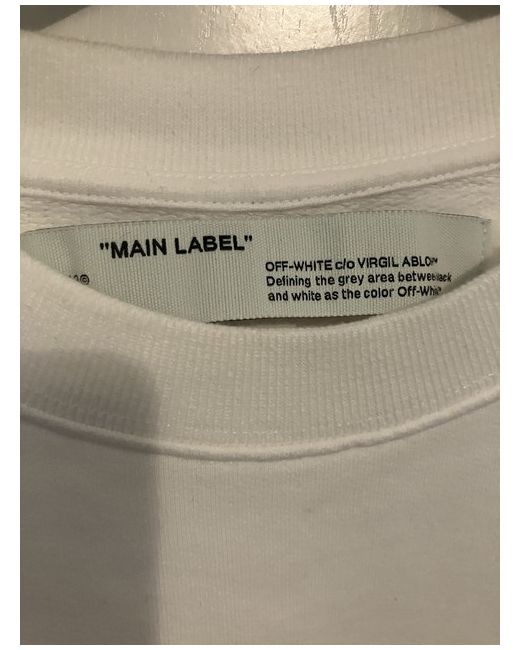 "MAIN LABEL"
OFF-WHITE c/o VIRGIL
Defining the grey area
and white as the color